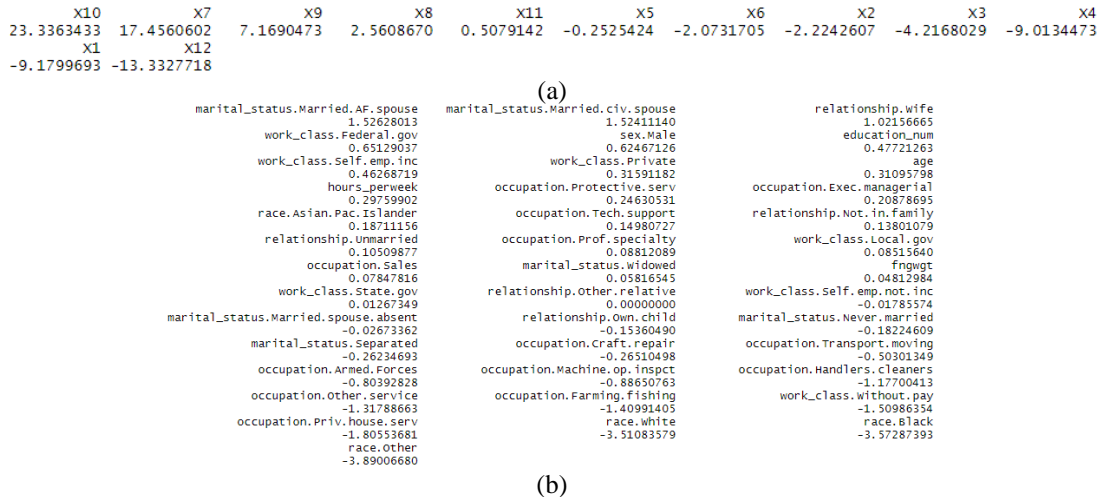 X10 X7 X9 X8 X11 X5 X6 X2 X3 X4
23.3363433 17.4560602 7.1690473 2.5608670 0.5079142 -0.2525424 -2.0731705 -2.2242607 -4.2168029 -9.0134473
X1 X12
-9.1799693 -13.3327718
(a)
marital_status.Married.AF.spouse marital_status.Married.civ.spouse relationship.Wife
1.52628013 1.52411140 1.02156665
work_class.Federal.gov sex.Male education_num
0.65129037 0.62467126 0.47721263
work_class.Self.emp.inc work_class.Private age
0.46268719 0.31591182 0.31095798
hours_perweek occupation.Protective.serv occupation.Exec.managerial
0.29759902 0.24630531 0.20878695
race.Asian.Pac.Islander occupation.Tech.support relationship.Not.in.family
0.18711156 0.14980727 0.13801079
relationship.Unmarried occupation.Prof.specialty work_class.Local.gov
0.10509877 0.08812089 0.08515640
occupation.Sales marital_status.Widowed fngwgt
0.07847816 0.05816545 0.04812984
work_class.State.gov relationship.Other.relative work_class.Self.emp.not.inc
0.01267349 0.00000000 -0.01785574
marital_status.Married.spouse.absent relationship.Own.child marital_status.Never.married
-0.02673362 -0.15360490 -0.18224609
marital_status.Separated occupation.Craft.repair occupation.Transport.moving
-0.26234693 -0.26510498 -0.50301349
occupation.Armed.Forces occupation.Machine.op.inspct occupation.Handlers.cleaners
-0.80392828 -0.88650763 -1.17700413
occupation.Other.service occupation.Farming.fishing work_class.Without.pay
-1.31788663 -1.40991405 -1.50986354
occupation.Priv.house.serv race.White race.Black
-1.80553681 -3.51083579 -3.57287393
race.Other
-3.89006680
(b)